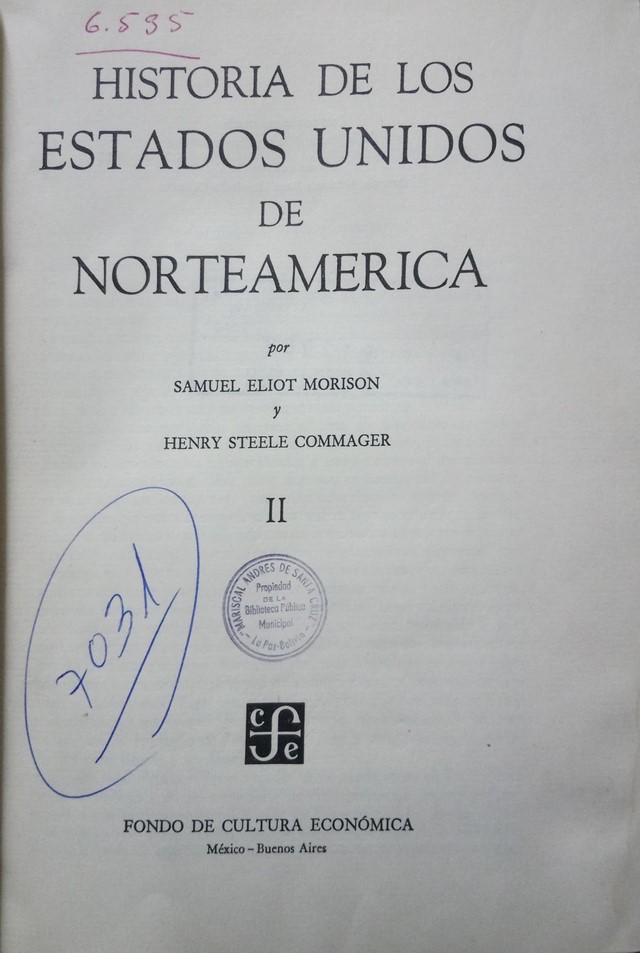 6.595
HISTORIA DE LOS
ESTADOS UNIDOS
DE
NORTEAMERICA
por
SAMUEL ELIOT MORISON
y
HENRY STEELE COMMAGER
II
7031
"MARISCAL ANDRES DE SANTA CRUZ"
Propiedad
DE LA
Biblioteca Pública
Municipal
- La Paz-Bolivia -
cfe
FONDO DE CULTURA ECONÓMICA
México – Buenos Aires